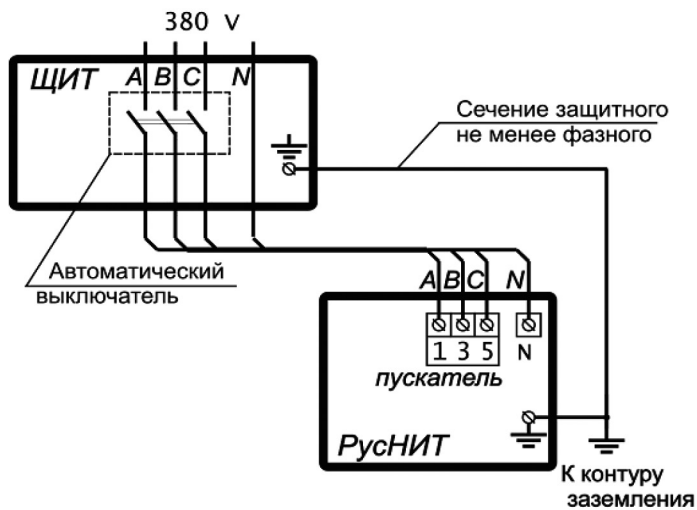 380 V
ЩИТ
A B C N
Сечение защитного
не менее фазного
Автоматический
выключатель
A B C N
1 3 5 N
пускатель
РусНИТ
К контуру
заземления